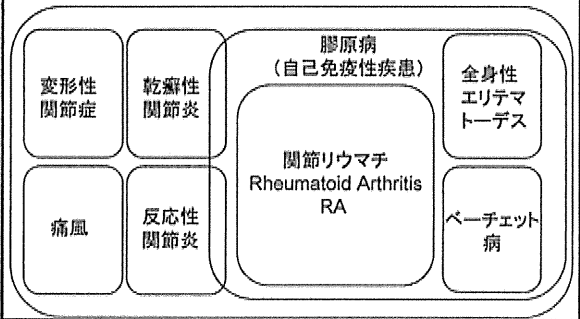 膠原病
（自己免疫性疾患）
変形性
関節症
乾癬性
関節炎
全身性
エリテマ
トーデス
関節リウマチ
Rheumatoid Arthritis
RA
痛風
反応性
関節炎
ベーチェット
病